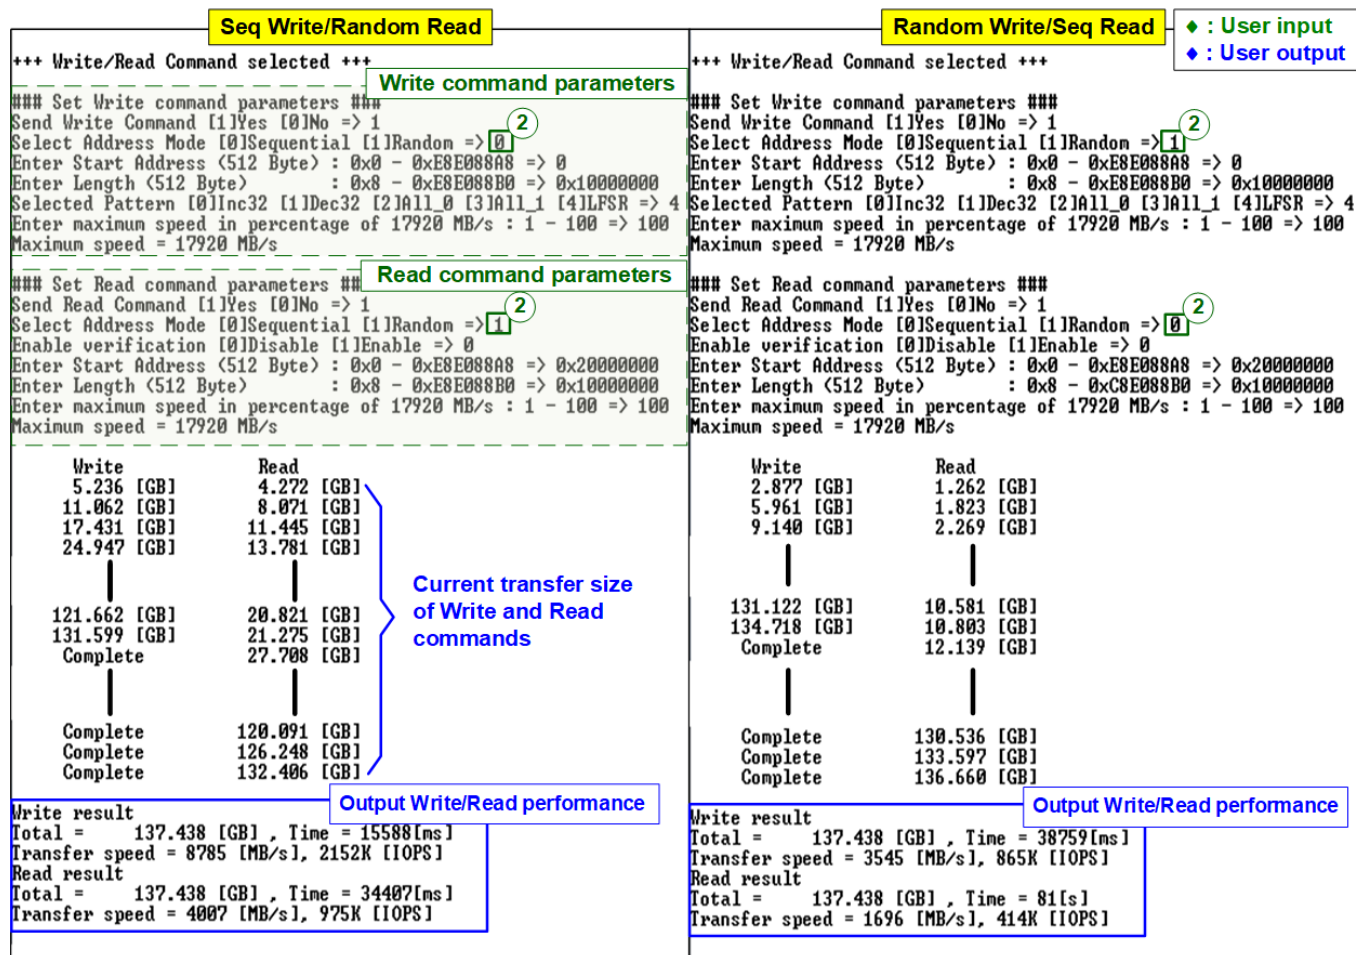 Seq Write/Random Read
+++ Write/Read Command selected +++
Write command parameters
### Set Write command parameters ###
Send Write Command [1]Yes [0]No => 1
2
Select Address Mode [0]Sequential [1]Random => 0
Enter Start Address (512 Byte) : 0x0 - 0xE8E088A8 => 0
Enter Length (512 Byte) : 0x8 - 0xE8E088B0 => 0x10000000
Selected Pattern [0]Inc32 [1]Dec32 [2]All_0 [3]All_1 [4]LFSR => 4
Enter maximum speed in percentage of 17920 MB/s : 1 - 100 => 100
Maximum speed = 17920 MB/s
Read command parameters
### Set Read command parameters ##
Send Read Command [1]Yes [0]No => 1
2
Select Address Mode [0]Sequential [1]Random => 1
Enable verification [0]Disable [1]Enable => 0
Enter Start Address (512 Byte) : 0x0 - 0xE8E088A8 => 0x20000000
Enter Length (512 Byte) : 0x8 - 0xE8E088B0 => 0x10000000
Enter maximum speed in percentage of 17920 MB/s : 1 - 100 => 100
Maximum speed = 17920 MB/s
Write Read
5.236 [GB] 4.272 [GB]
11.062 [GB] 8.071 [GB]
17.431 [GB] 11.445 [GB]
24.947 [GB] 13.781 [GB]
121.662 [GB] 20.821 [GB]
131.599 [GB] 21.275 [GB]
Complete 27.708 [GB]
Complete 120.091 [GB]
Complete 126.248 [GB]
Complete 132.406 [GB]
Current transfer size
of Write and Read
commands
Output Write/Read performance
Write result
Total = 137.438 [GB] , Time = 15588[ms]
Transfer speed = 8785 [MB/s], 2152K [IOPS]
Read result
Total = 137.438 [GB] , Time = 34407[ms]
Transfer speed = 4007 [MB/s], 975K [IOPS]
Random Write/Seq Read
♦ : User input
♦ : User output
+++ Write/Read Command selected +++
### Set Write command parameters ###
Send Write Command [1]Yes [0]No => 1
2
Select Address Mode [0]Sequential [1]Random => 1
Enter Start Address (512 Byte) : 0x0 - 0xE8E088A8 => 0
Enter Length (512 Byte) : 0x8 - 0xE8E088B0 => 0x10000000
Selected Pattern [0]Inc32 [1]Dec32 [2]All_0 [3]All_1 [4]LFSR => 4
Enter maximum speed in percentage of 17920 MB/s : 1 - 100 => 100
Maximum speed = 17920 MB/s
### Set Read command parameters ###
Send Read Command [1]Yes [0]No => 1
2
Select Address Mode [0]Sequential [1]Random => 0
Enable verification [0]Disable [1]Enable => 0
Enter Start Address (512 Byte) : 0x0 - 0xE8E088A8 => 0x20000000
Enter Length (512 Byte) : 0x8 - 0xC8E088B0 => 0x10000000
Enter maximum speed in percentage of 17920 MB/s : 1 - 100 => 100
Maximum speed = 17920 MB/s
Write Read
2.877 [GB] 1.262 [GB]
5.961 [GB] 1.823 [GB]
9.140 [GB] 2.269 [GB]
131.122 [GB] 10.581 [GB]
134.718 [GB] 10.803 [GB]
Complete 12.139 [GB]
Complete 130.536 [GB]
Complete 133.597 [GB]
Complete 136.660 [GB]
Output Write/Read performance
Write result
Total = 137.438 [GB] , Time = 38759[ms]
Transfer speed = 3545 [MB/s], 865K [IOPS]
Read result
Total = 137.438 [GB] , Time = 81[s]
Transfer speed = 1696 [MB/s], 414K [IOPS]